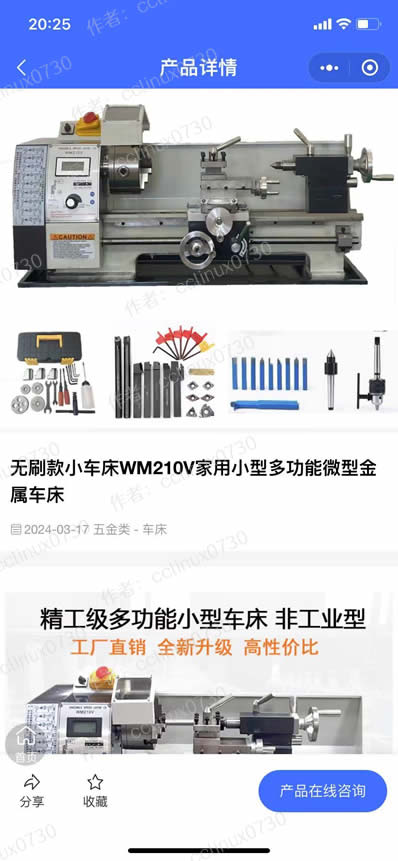 20:25
产品详情
WM210V
CAUTION
无刷款小车床WM210V家用小型多功能微型金
属车床
2024-03-17 五金类 - 车床
精工级多功能小型车床 非工业型
工厂直销 全新升级 高性价比
WM210V
首页
分享
收藏
产品在线咨询
作者: cclinux0730